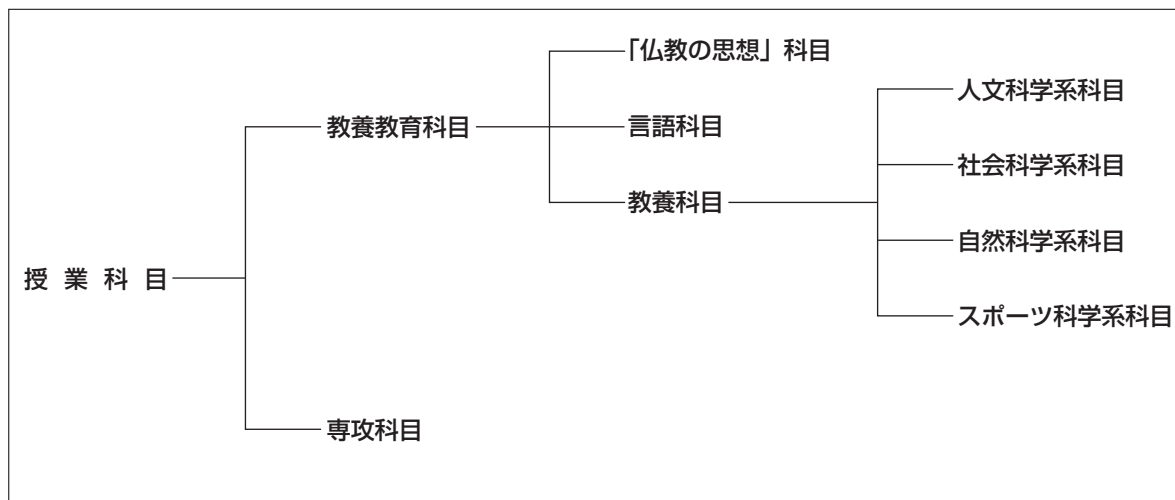 「仏教の思想」科目
人文科学系科目
教養教育科目
言語科目
社会科学系科目
教養科目
自然科学系科目
授業科目
スポーツ科学系科目
専攻科目